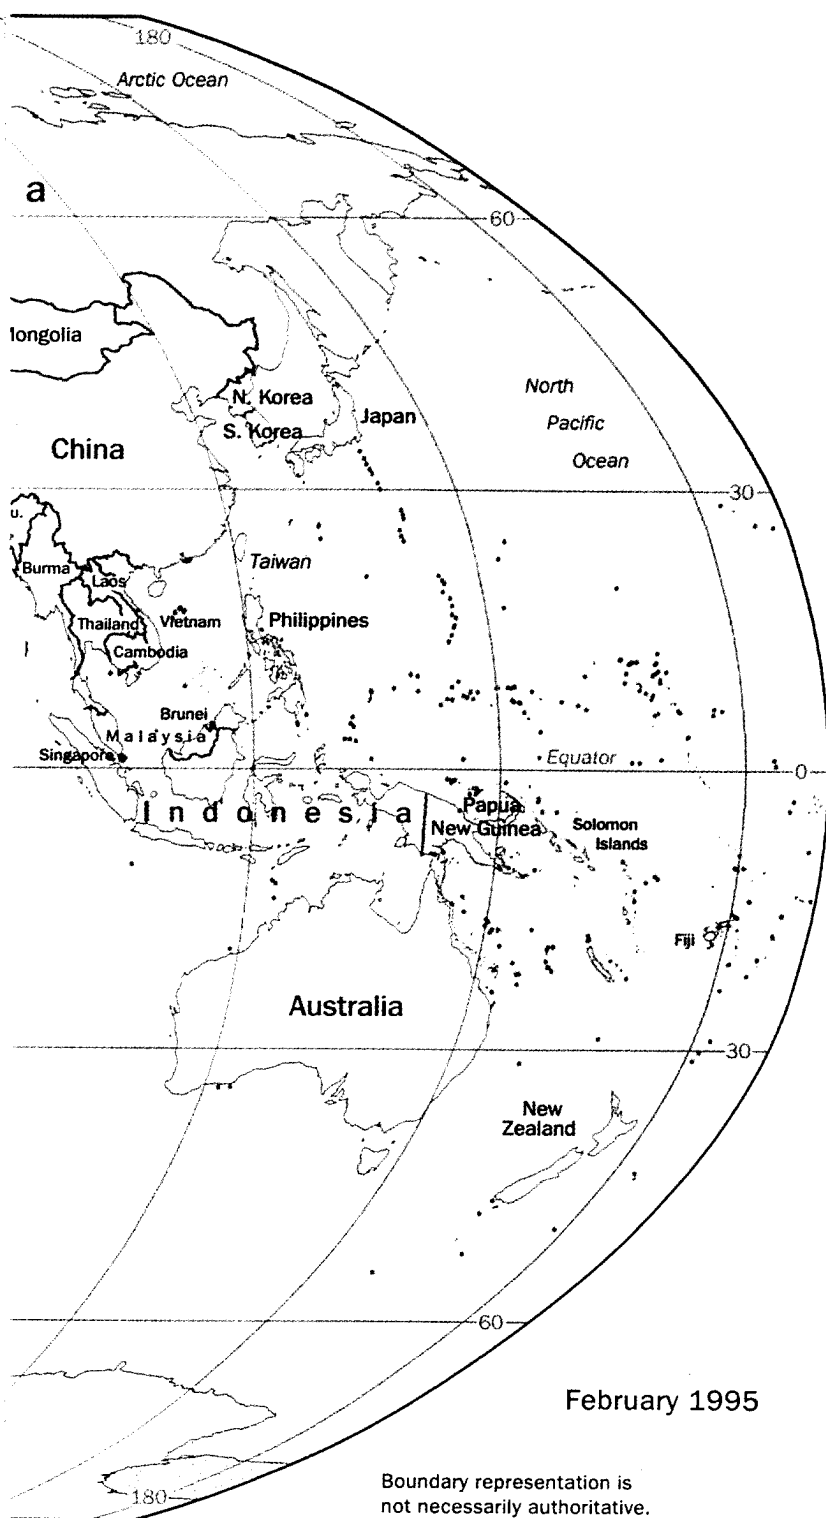 180
Arctic Ocean
a
60
Mongolia
North
N. Korea
Japan
Pacific
S. Korea
China
Ocean
30
u.
Taiwan
Burma
Laos
Thailand
Vietnam
Philippines
Cambodia
Brunei
Malaysia
Singapore
Equator
0
Indonesia
Papua
New Guinea
Solomon
Islands
Fiji
Australia
30
New
Zealand
60
February 1995
Boundary representation is
not necessarily authoritative.
180